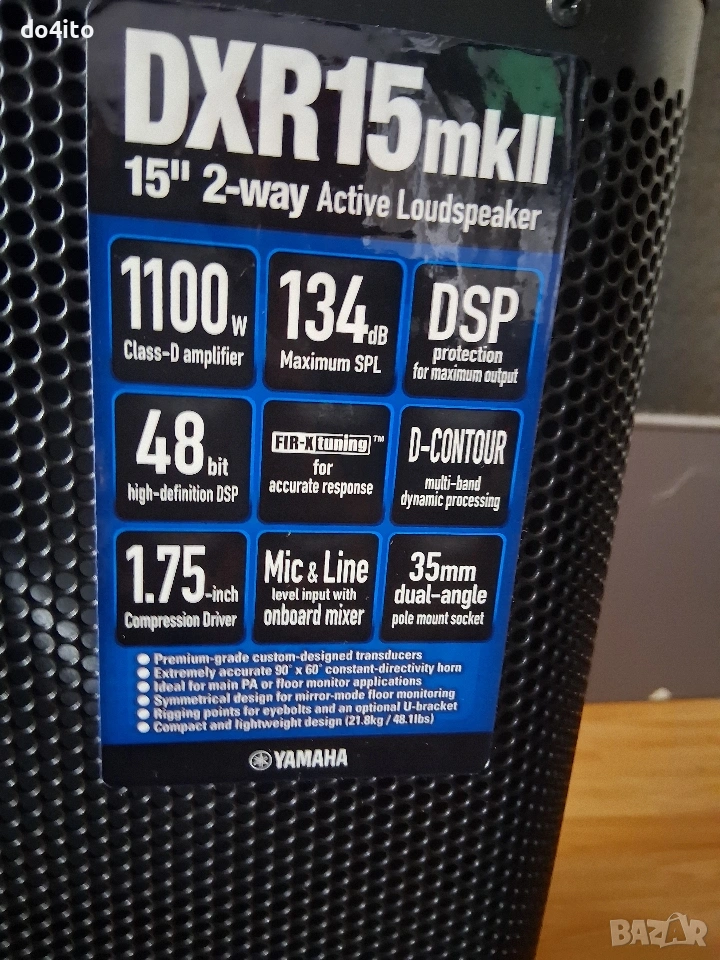 do4ito
DXR15mkII
15" 2-way Active Loudspeaker
1100W
Class-D amplifier
134dB
Maximum SPL
DSP
protection
for maximum output
48bit
high-definition DSP
FIR-X tuning™
for
accurate response
D-CONTOUR
multi-band
dynamic processing
1.75-inch
Compression Driver
Mic & Line
level input with
onboard mixer
35mm
dual-angle
pole mount socket
● Premium-grade custom-designed transducers
● Extremely accurate 90° x 60° constant-directivity horn
● Ideal for main PA or floor monitor applications
● Symmetrical design for mirror-mode floor monitoring
● Rigging points for eyebolts and an optional U-bracket
● Compact and lightweight design (21.8kg / 48.1lbs)
YAMAHA
BAZAR